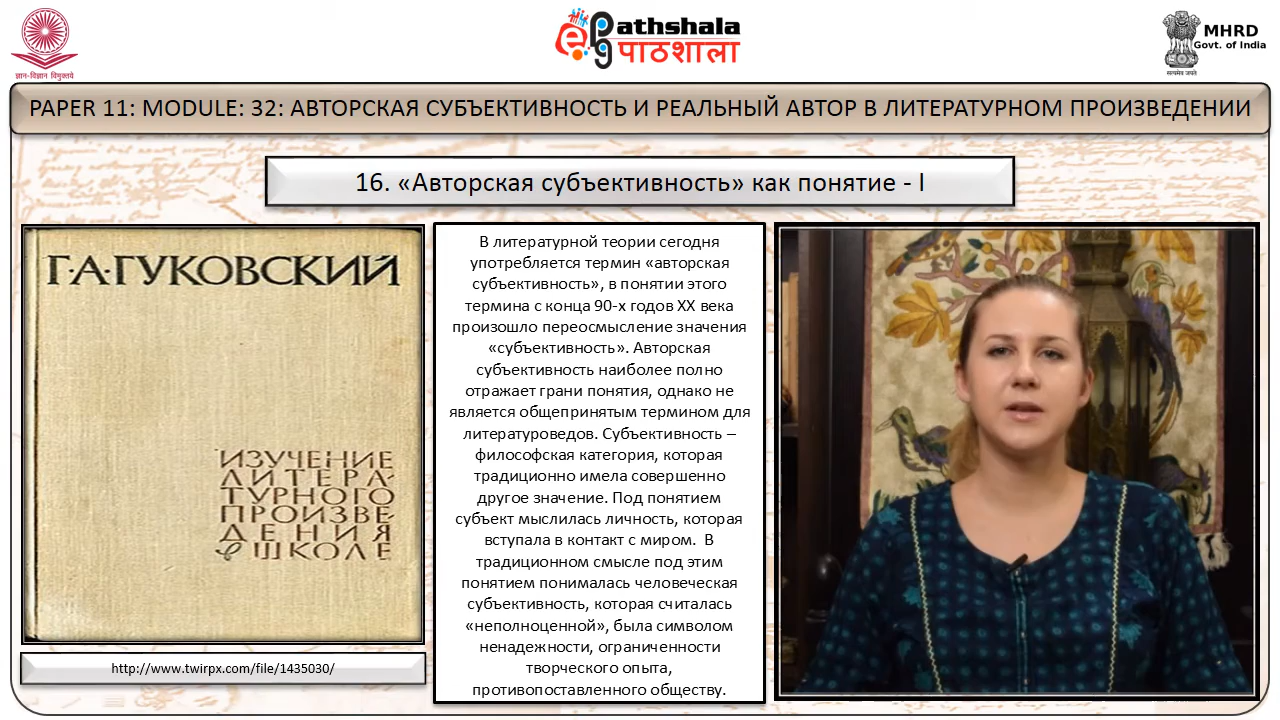 ज्ञान-विज्ञान विमुक्तये
ePg Pathshala
पाठशाला
MHRD
Govt. of India
सत्यमेव जयते
PAPER 11: MODULE: 32: АВТОРСКАЯ СУБЪЕКТИВНОСТЬ И РЕАЛЬНЫЙ АВТОР В ЛИТЕРАТУРНОМ ПРОИЗВЕДЕНИИ
16. «Авторская субъективность» как понятие - I
Г·А·ГУКОВСКИЙ
ИЗУЧЕНИЕ
ЛИТЕРА-
ТУРНОГО
ПРОИЗВЕ-
ДЕНИЯ
В ШКОЛЕ
http://www.twirpx.com/file/1435030/
В литературной теории сегодня
употребляется термин «авторская
субъективность», в понятии этого
термина с конца 90-х годов XX века
произошло переосмысление значения
«субъективность». Авторская
субъективность наиболее полно
отражает грани понятия, однако не
является общепринятым термином для
литературоведов. Субъективность –
философская категория, которая
традиционно имела совершенно
другое значение. Под понятием
субъект мыслилась личность, которая
вступала в контакт с миром. В
традиционном смысле под этим
понятием понималась человеческая
субъективность, которая считалась
«неполноценной», была символом
ненадежности, ограниченности
творческого опыта,
противопоставленного обществу.